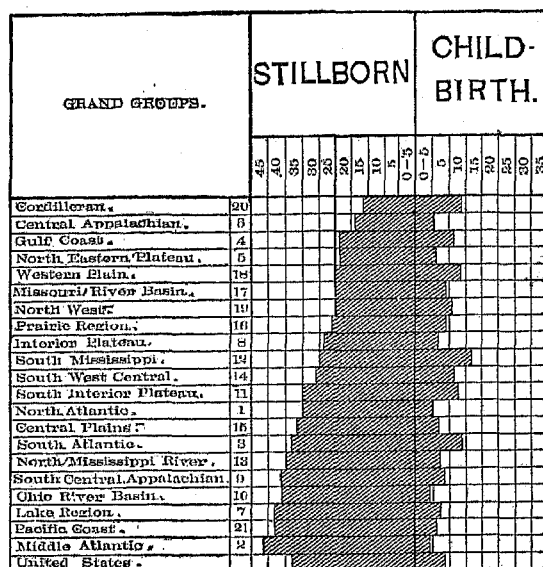 GRAND GROUPS.
STILLBORN
CHILD-
BIRTH.
45 40 35 30 25 20 15 10 5 0-5 0-5 5 10 15 20 25 30 35
Cordilleran. 20
Central Appalachian. 6
Gulf Coast. 4
North Eastern Plateau. 5
Western Plain. 18
Missouri River Basin. 17
North West. 19
Prairie Region. 16
Interior Plateau. 8
South Mississippi. 12
South West Central. 14
South Interior Plateau. 11
North Atlantic. 1
Central Plains. 15
South Atlantic. 3
North Mississippi River. 13
South Central Appalachian. 9
Ohio River Basin. 10
Lake Region. 7
Pacific Coast. 21
Middle Atlantic. 2
United States.